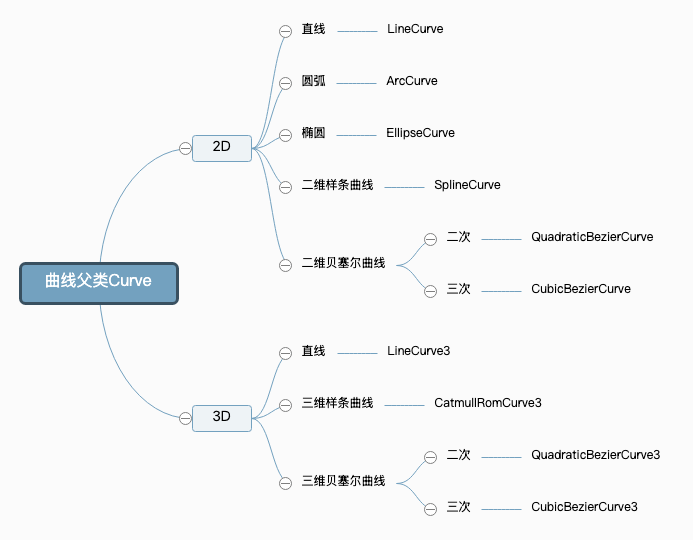 曲线父类Curve
2D
直线 LineCurve
圆弧 ArcCurve
椭圆 EllipseCurve
二维样条曲线 SplineCurve
二维贝塞尔曲线
二次 QuadraticBezierCurve
三次 CubicBezierCurve
3D
直线 LineCurve3
三维样条曲线 CatmullRomCurve3
三维贝塞尔曲线
二次 QuadraticBezierCurve3
三次 CubicBezierCurve3